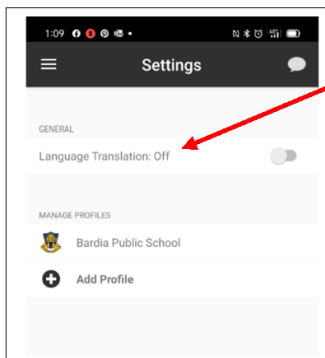 1:09
Settings
GENERAL
Language Translation: Off
MANAGE PROFILES
Bardia Public School
Add Profile